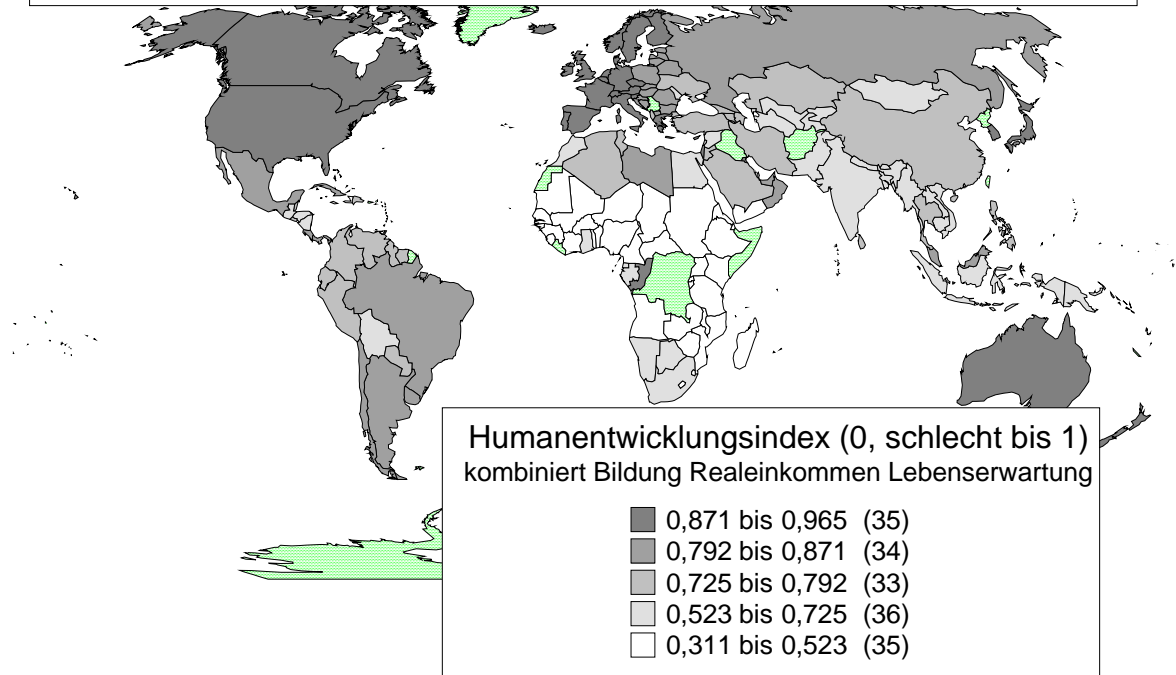 Humanentwicklungsindex (0, schlecht bis 1)
kombiniert Bildung Realeinkommen Lebenserwartung
0,871 bis 0,965 (35)
0,792 bis 0,871 (34)
0,725 bis 0,792 (33)
0,523 bis 0,725 (36)
0,311 bis 0,523 (35)